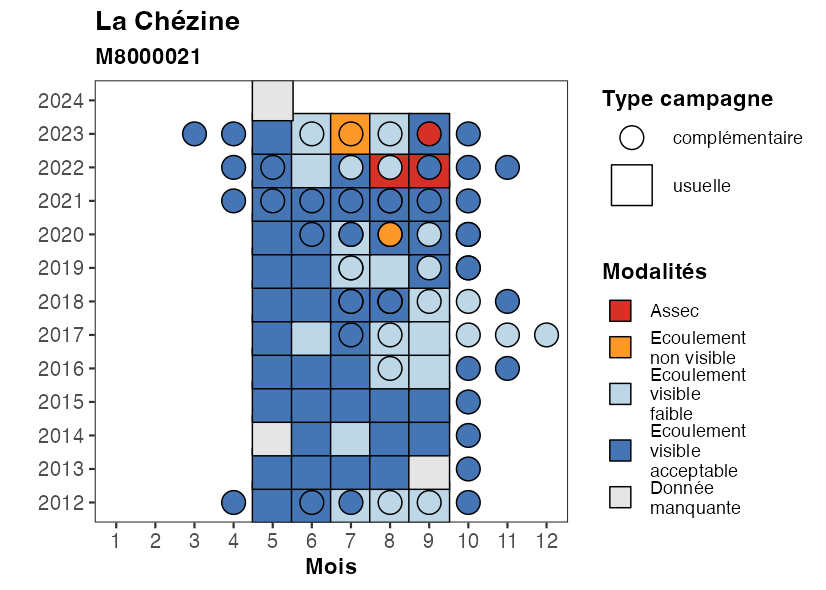 La Chézine
M8000021
2024
2023
2022
2021
2020
2019
2018
2017
2016
2015
2014
2013
2012
1 2 3 4 5 6 7 8 9 10 11 12
Mois
Type campagne
complémentaire
usuelle
Modalités
Assec
Ecoulement
non visible
Ecoulement
visible
faible
Ecoulement
visible
acceptable
Donnée
manquante